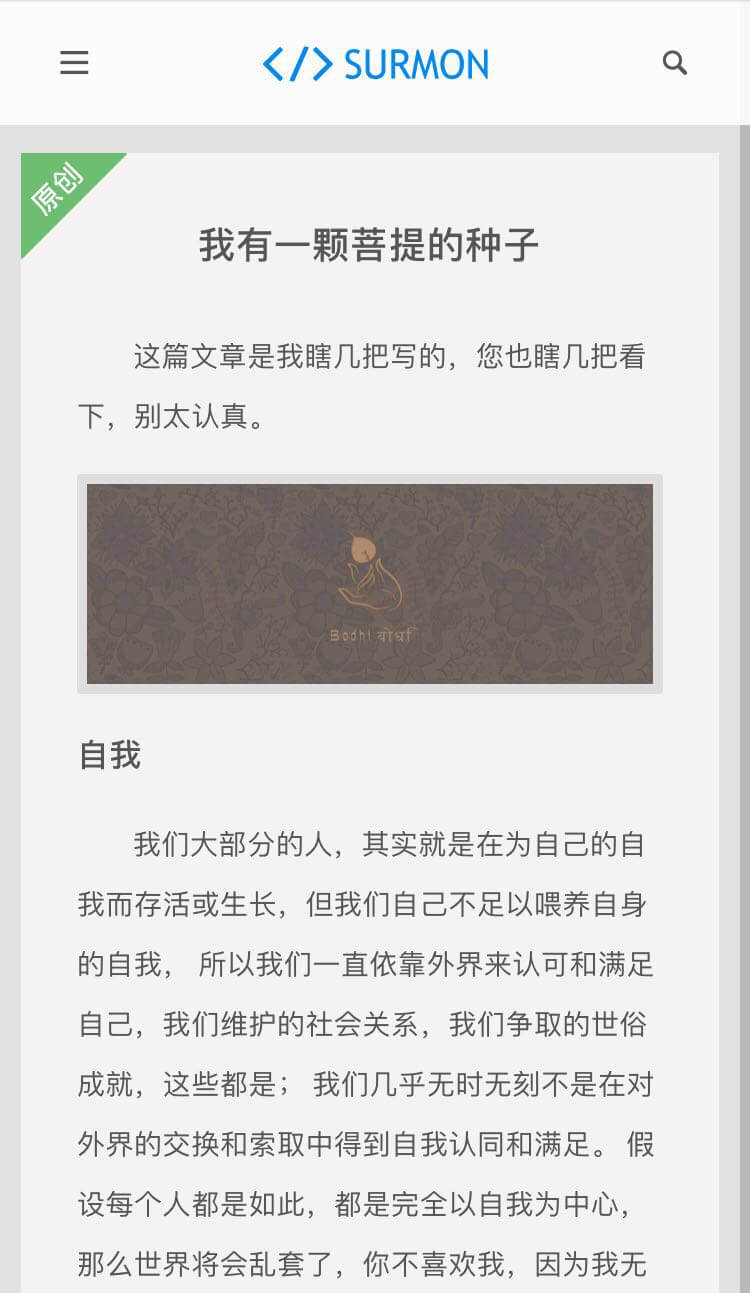 </> SURMON
原创
我有一颗菩提的种子
这篇文章是我瞎几把写的，您也瞎几把看
下，别太认真。
Bodhi बोधि
自我
我们大部分的人，其实就是在为自己的自
我而存活或生长，但我们自己不足以喂养自身
的自我， 所以我们一直依靠外界来认可和满足
自己，我们维护的社会关系，我们争取的世俗
成就，这些都是； 我们几乎无时无刻不是在对
外界的交换和索取中得到自我认同和满足。 假
设每个人都是如此，都是完全以自我为中心，
那么世界将会乱套了，你不喜欢我，因为我无